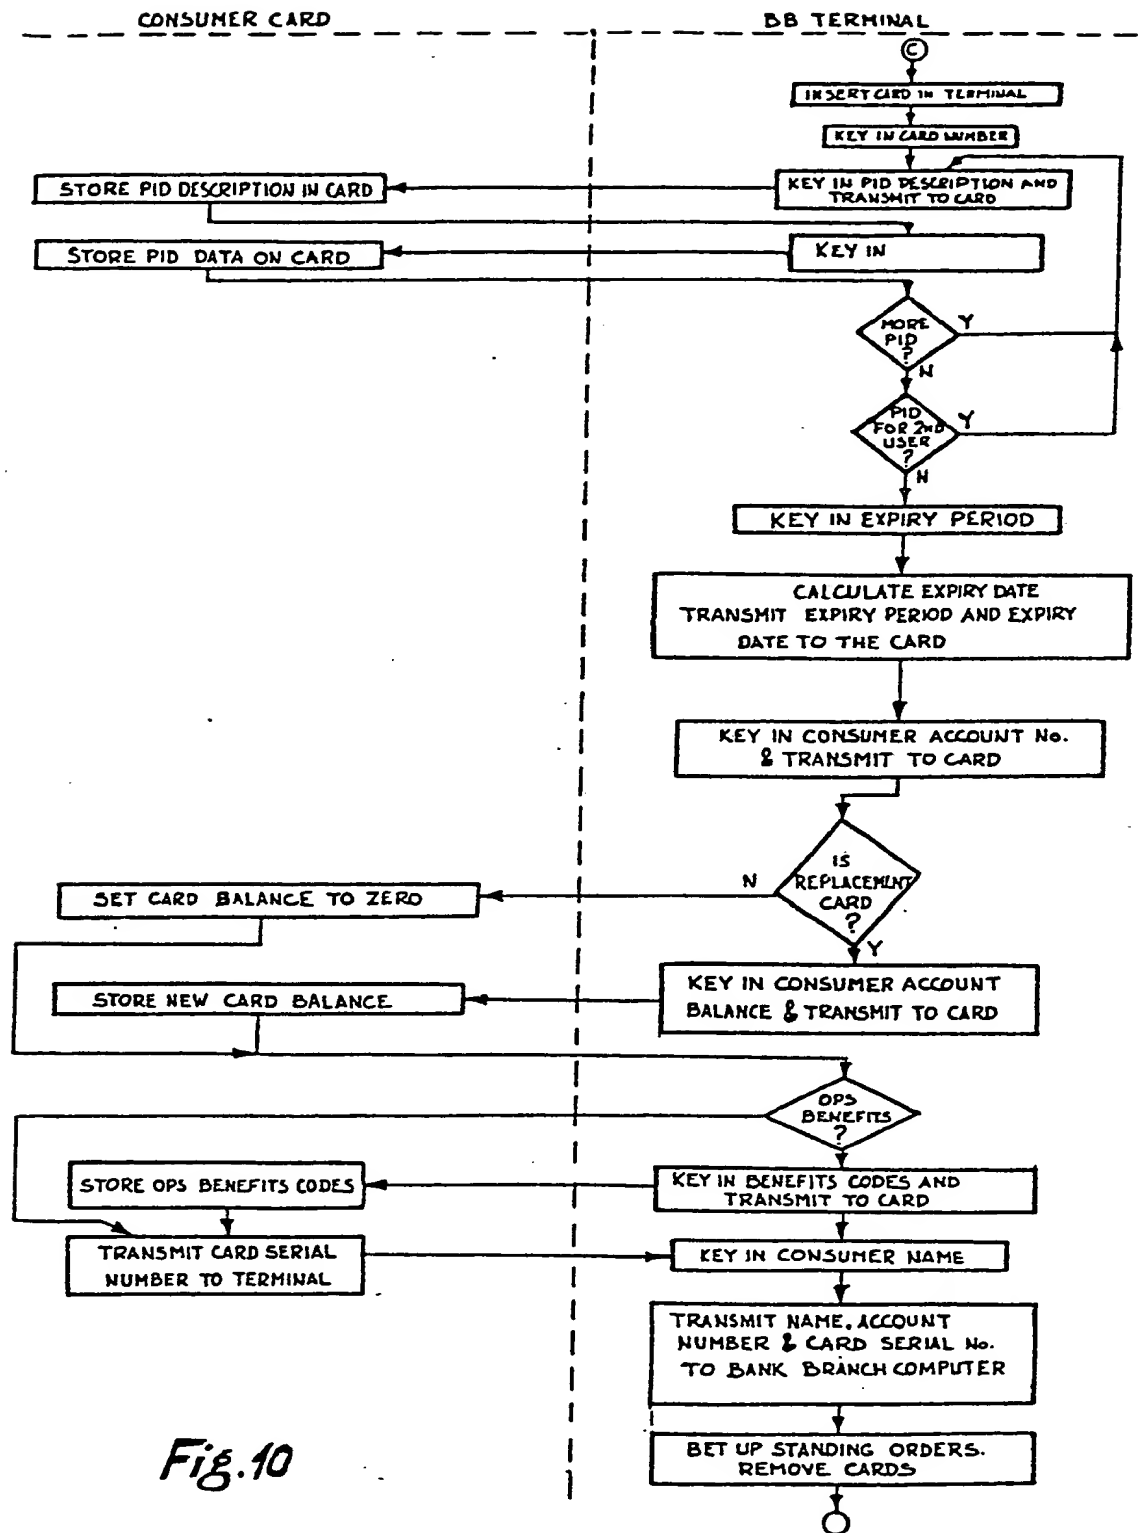 CONSUMER CARD
BB TERMINAL
C
INSERT CARD IN TERMINAL
KEY IN CARD NUMBER
STORE PID DESCRIPTION IN CARD
KEY IN PID DESCRIPTION AND
TRANSMIT TO CARD
STORE PID DATA ON CARD
KEY IN
MORE
PID
?
Y
N
PID
FOR 2ND
USER
?
Y
N
KEY IN EXPIRY PERIOD
CALCULATE EXPIRY DATE
TRANSMIT EXPIRY PERIOD AND EXPIRY
DATE TO THE CARD
KEY IN CONSUMER ACCOUNT No.
& TRANSMIT TO CARD
IS
REPLACEMENT
CARD
?
N
Y
SET CARD BALANCE TO ZERO
KEY IN CONSUMER ACCOUNT
BALANCE & TRANSMIT TO CARD
STORE NEW CARD BALANCE
OPS
BENEFITS
?
STORE OPS BENEFITS CODES
KEY IN BENEFITS CODES AND
TRANSMIT TO CARD
TRANSMIT CARD SERIAL
NUMBER TO TERMINAL
KEY IN CONSUMER NAME
TRANSMIT NAME, ACCOUNT
NUMBER & CARD SERIAL No.
TO BANK BRANCH COMPUTER
BET UP STANDING ORDERS.
REMOVE CARDS
Fig.10